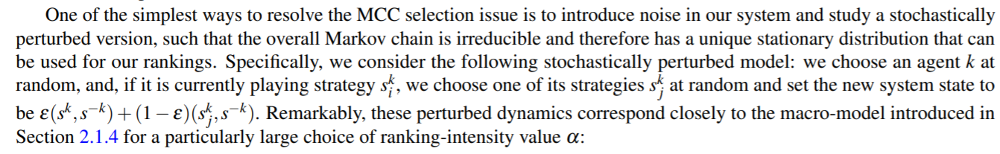 One of the simplest ways to resolve the MCC selection issue is to introduce noise in our system and study a stochastically
perturbed version, such that the overall Markov chain is irreducible and therefore has a unique stationary distribution that can
be used for our rankings. Specifically, we consider the following stochastically perturbed model: we choose an agent k at
random, and, if it is currently playing strategy s_i^k, we choose one of its strategies s_j^k at random and set the new system state to
be ε(s^k, s^{−k}) + (1 − ε)(s_j^k, s^{−k}). Remarkably, these perturbed dynamics correspond closely to the macro-model introduced in
Section 2.1.4 for a particularly large choice of ranking-intensity value α: